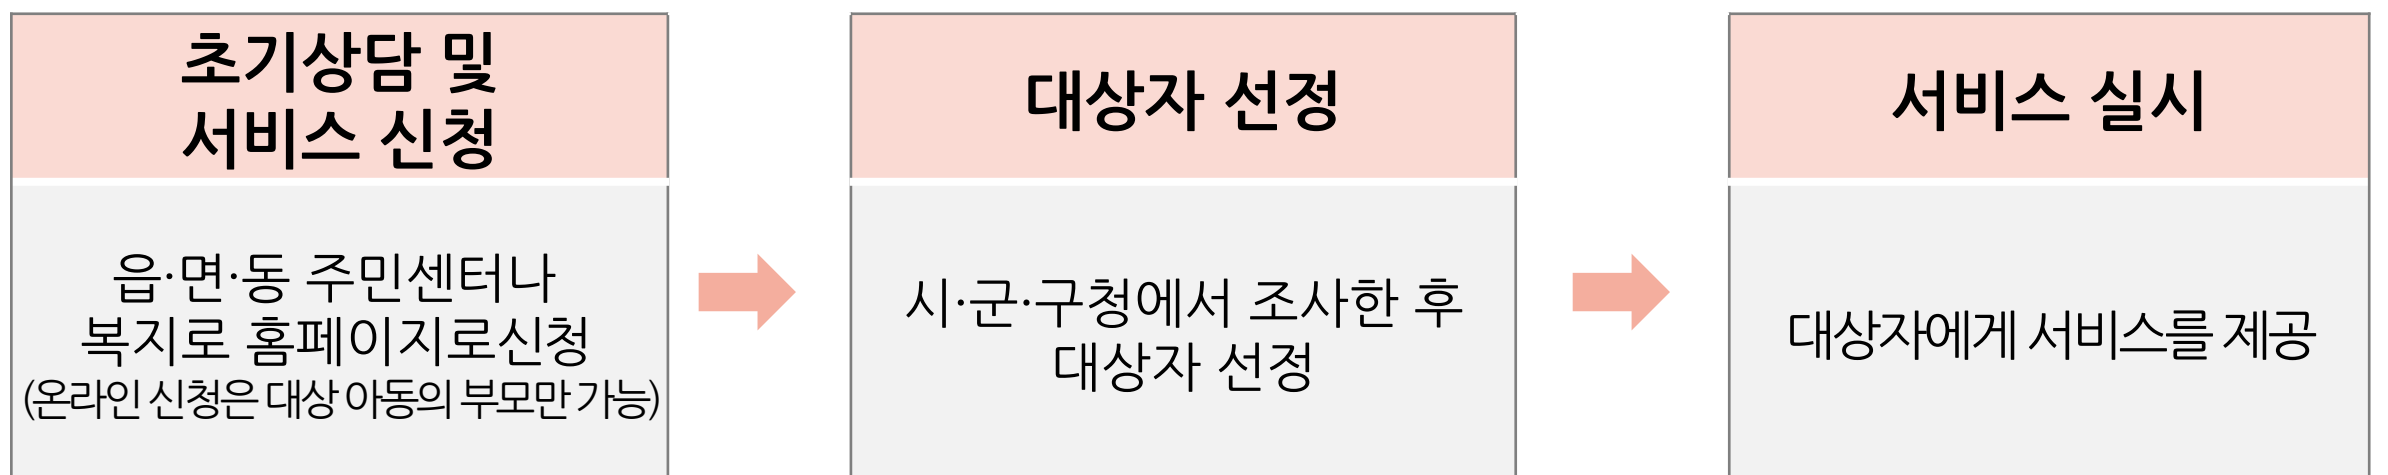 초기상담 및
서비스 신청
읍·면·동 주민센터나
복지로 홈페이지로신청
(온라인 신청은 대상 아동의 부모만 가능)
대상자 선정
시·군·구청에서 조사한 후
대상자 선정
서비스 실시
대상자에게 서비스를 제공